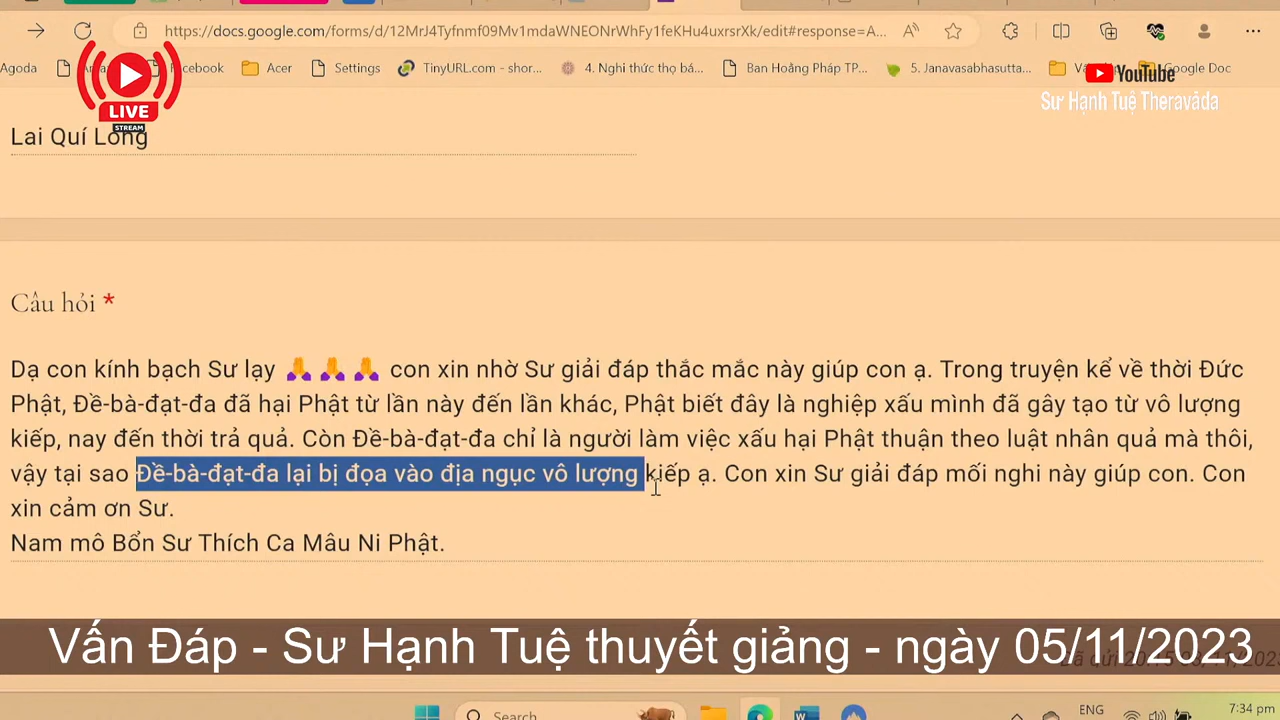 https://docs.google.com/forms/d/12MrJ4Tyfnmf09Mv1mdaWNEONrWhFy1feKHu4uxrsrXk/edit#response=A...
Agoda
Facebook
Acer
Settings
TinyURL.com - shor...
4. Nghi thức thọ bá...
Ban Hoằng Pháp TP...
5. Janavasabhasutta...
Google Doc
LIVE
STREAM
YouTube
Sư Hạnh Tuệ Theravāda
Lai Quí Long
Câu hỏi *
Dạ con kính bạch Sư lạy 🙏🙏🙏 con xin nhờ Sư giải đáp thắc mắc này giúp con ạ. Trong truyện kể về thời Đức
Phật, Đề-bà-đạt-đa đã hại Phật từ lần này đến lần khác, Phật biết đây là nghiệp xấu mình đã gây tạo từ vô lượng
kiếp, nay đến thời trả quả. Còn Đề-bà-đạt-đa chỉ là người làm việc xấu hại Phật thuận theo luật nhân quả mà thôi,
vậy tại sao Đề-bà-đạt-đa lại bị đọa vào địa ngục vô lượng kiếp ạ. Con xin Sư giải đáp mối nghi này giúp con. Con
xin cảm ơn Sư.
Nam mô Bổn Sư Thích Ca Mâu Ni Phật.
Vấn Đáp - Sư Hạnh Tuệ thuyết giảng - ngày 05/11/2023
Search
ENG
7:34 pm